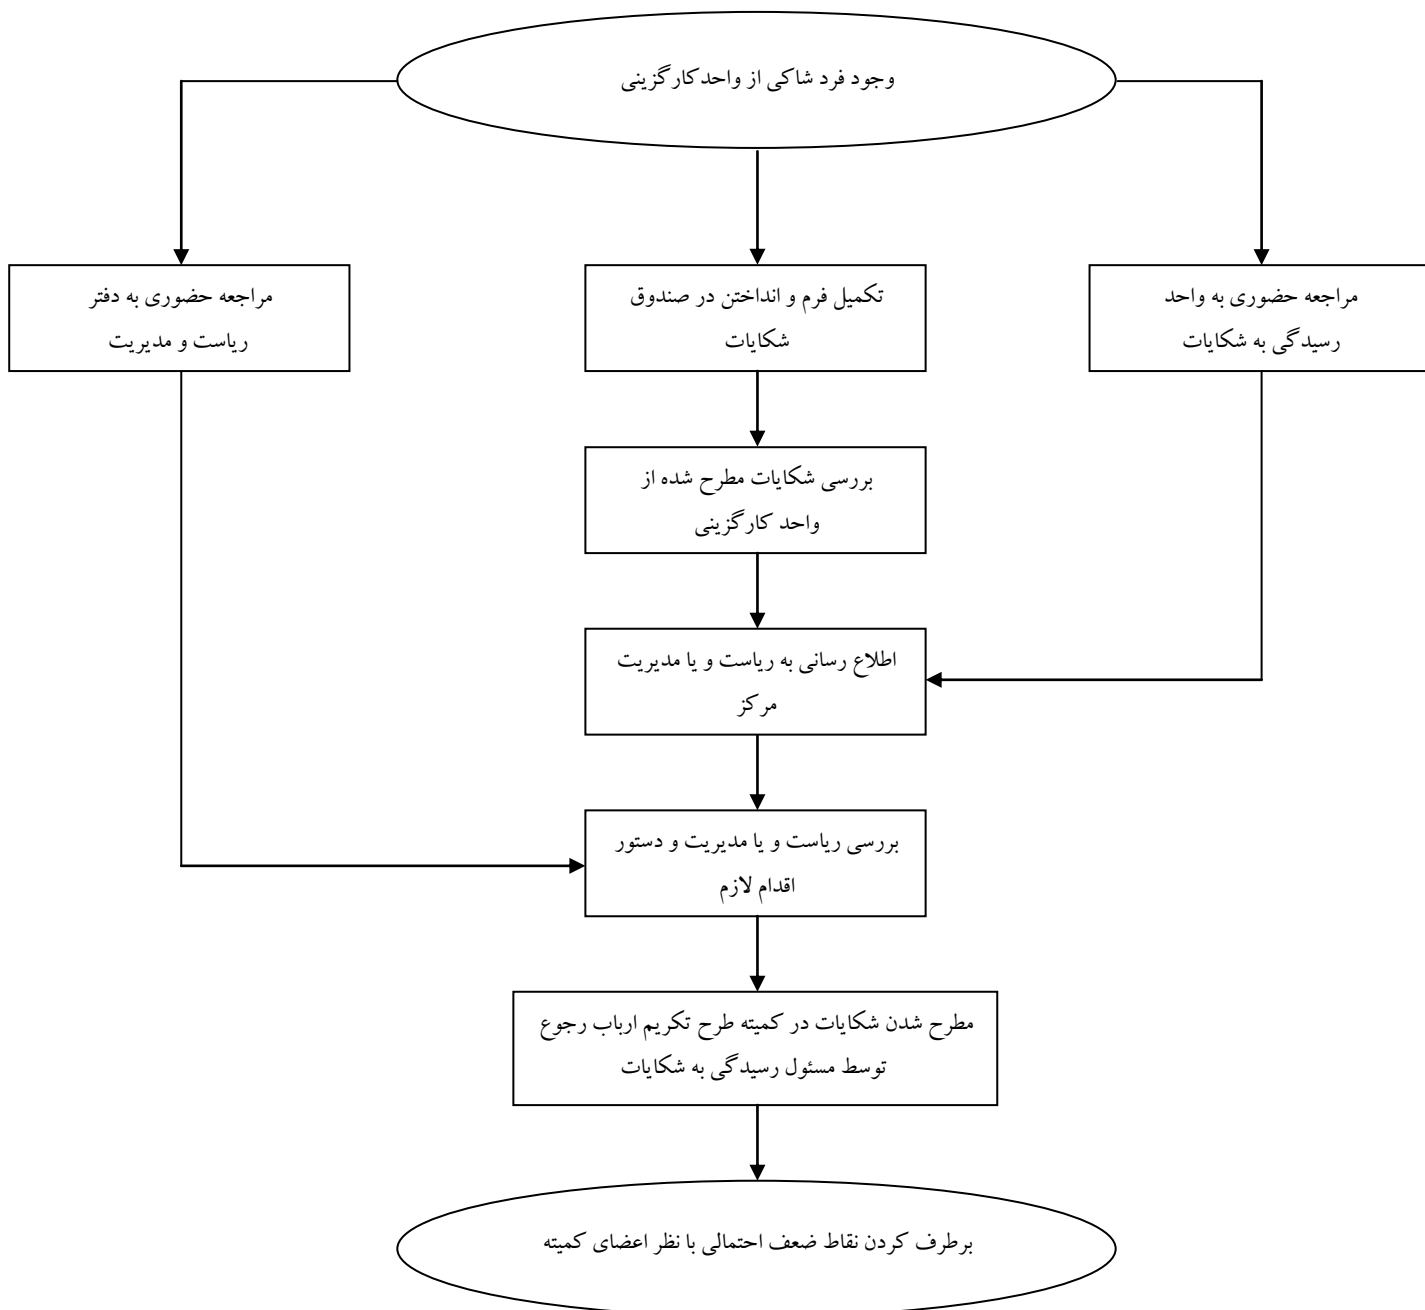 وجود فرد شاکی از واحدکارگزینی
مراجعه حضوری به واحد
رسیدگی به شکایات
تکمیل فرم و انداختن در صندوق
شکایات
مراجعه حضوری به دفتر
ریاست و مدیریت
بررسی شکایات مطرح شده از
واحد کارگزینی
اطلاع رسانی به ریاست و یا مدیریت
مرکز
بررسی ریاست و یا مدیریت و دستور
اقدام لازم
مطرح شدن شکایات در کمیته طرح تکریم ارباب رجوع
توسط مسئول رسیدگی به شکایات
برطرف کردن نقاط ضعف احتمالی با نظر اعضای کمیته